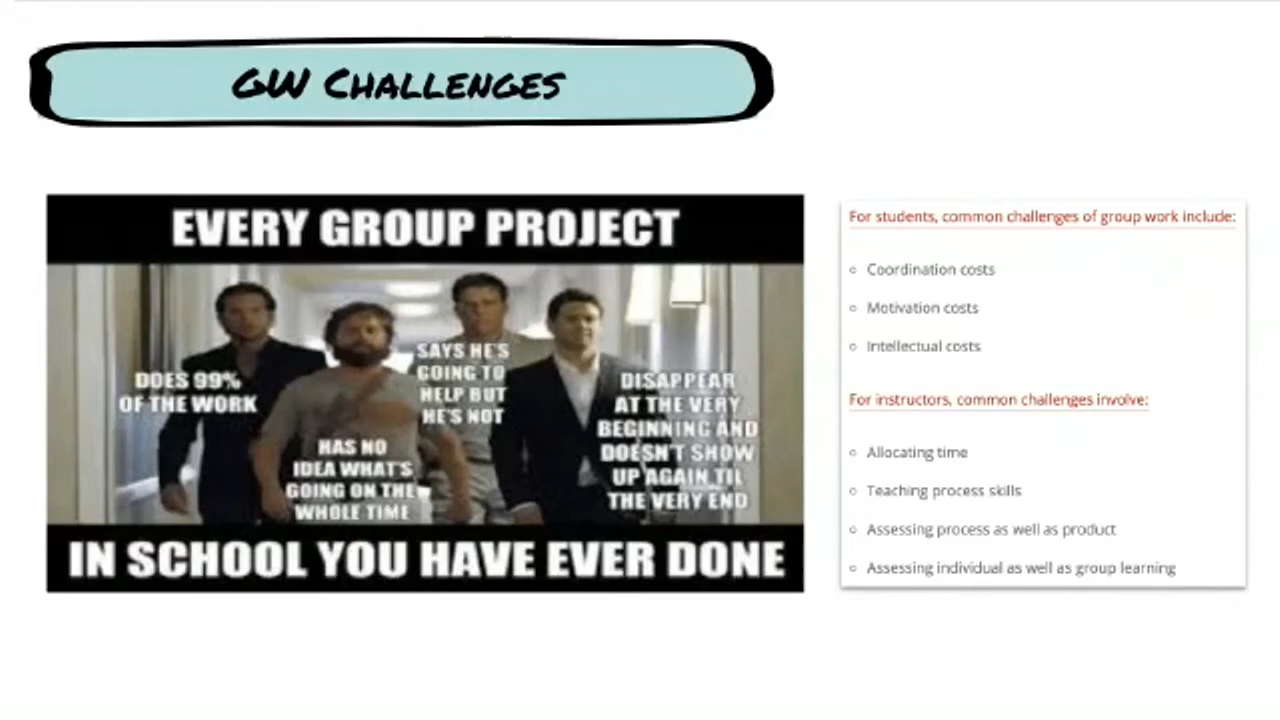 GW CHALLENGES
EVERY GROUP PROJECT
DOES 99%
OF THE WORK
HAS NO
IDEA WHAT'S
GOING ON THE
WHOLE TIME
SAYS HE'S
GOING TO
HELP BUT
HE'S NOT
DISAPPEAR
AT THE VERY
BEGINNING AND
DOESN'T SHOW
UP AGAIN TIL
THE VERY END
IN SCHOOL YOU HAVE EVER DONE
For students, common challenges of group work include:
Coordination costs
Motivation costs
Intellectual costs
For instructors, common challenges involve:
Allocating time
Teaching process skills
Assessing process as well as product
Assessing individual as well as group learning